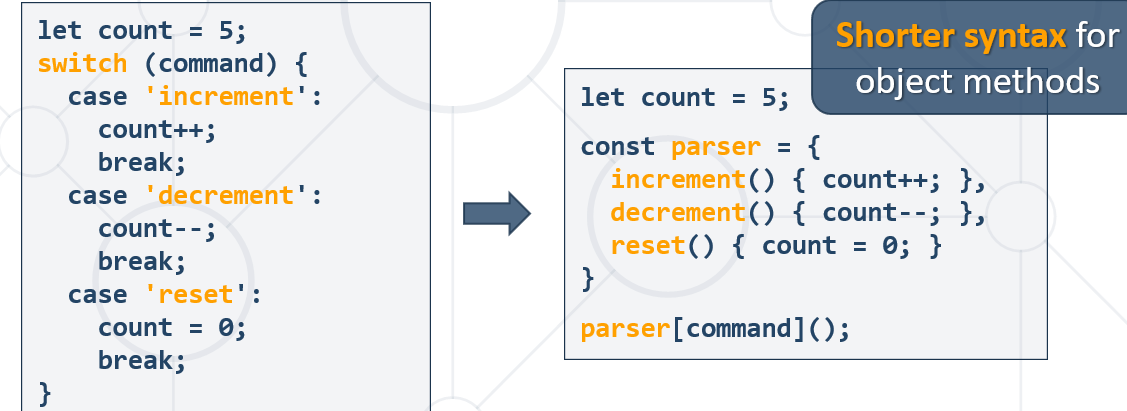 let count = 5;
switch (command) {
  case 'increment':
    count++;
    break;
  case 'decrement':
    count--;
    break;
  case 'reset':
    count = 0;
    break;
}
Shorter syntax for
object methods
let count = 5;
const parser = {
  increment() { count++; },
  decrement() { count--; },
  reset() { count = 0; }
}
parser[command]();